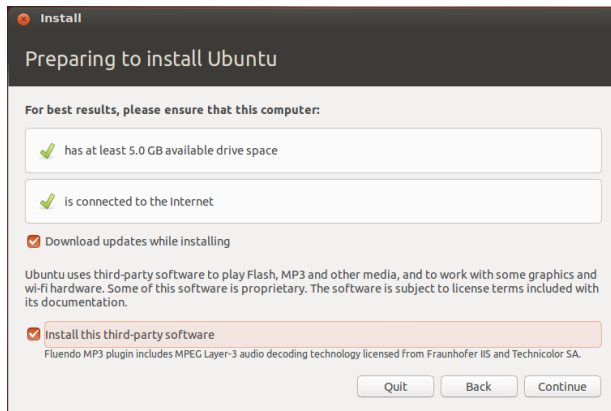 Install
Preparing to install Ubuntu
For best results, please ensure that this computer:
has at least 5.0 GB available drive space
is connected to the Internet
Download updates while installing
Ubuntu uses third-party software to play Flash, MP3 and other media, and to work with some graphics and
wi-fi hardware. Some of this software is proprietary. The software is subject to license terms included with
its documentation.
Install this third-party software
Fluendo MP3 plugin includes MPEG Layer-3 audio decoding technology licensed from Fraunhofer IIS and Technicolor SA.
Quit Back Continue